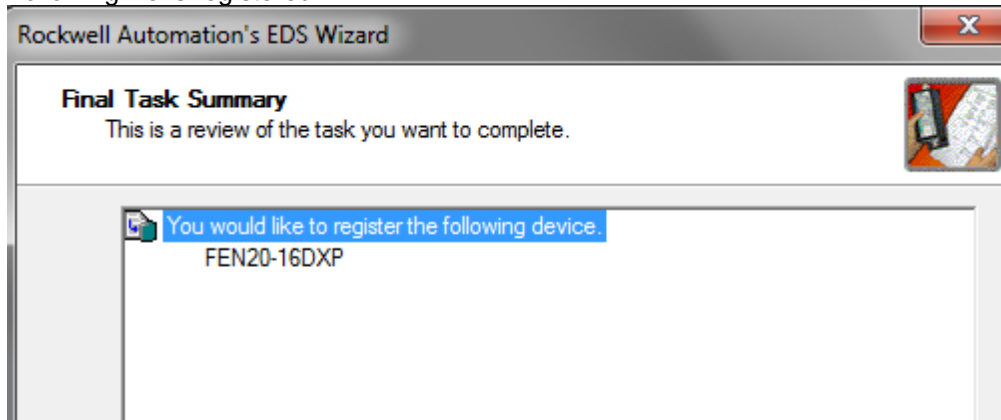 Rockwell Automation's EDS Wizard
Final Task Summary
This is a review of the task you want to complete.
You would like to register the following device.
FEN20-16DXP